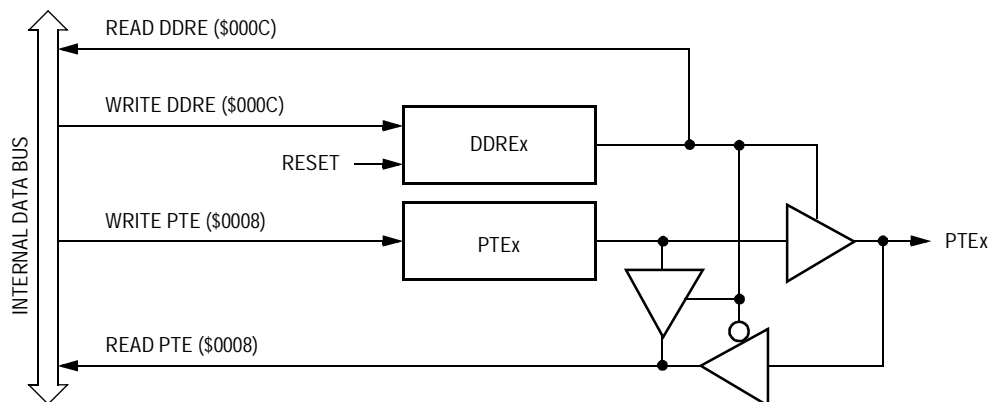 READ DDRE ($000C)
WRITE DDRE ($000C)
DDREx
RESET
INTERNAL DATA BUS
WRITE PTE ($0008)
PTEx
PTEx
READ PTE ($0008)